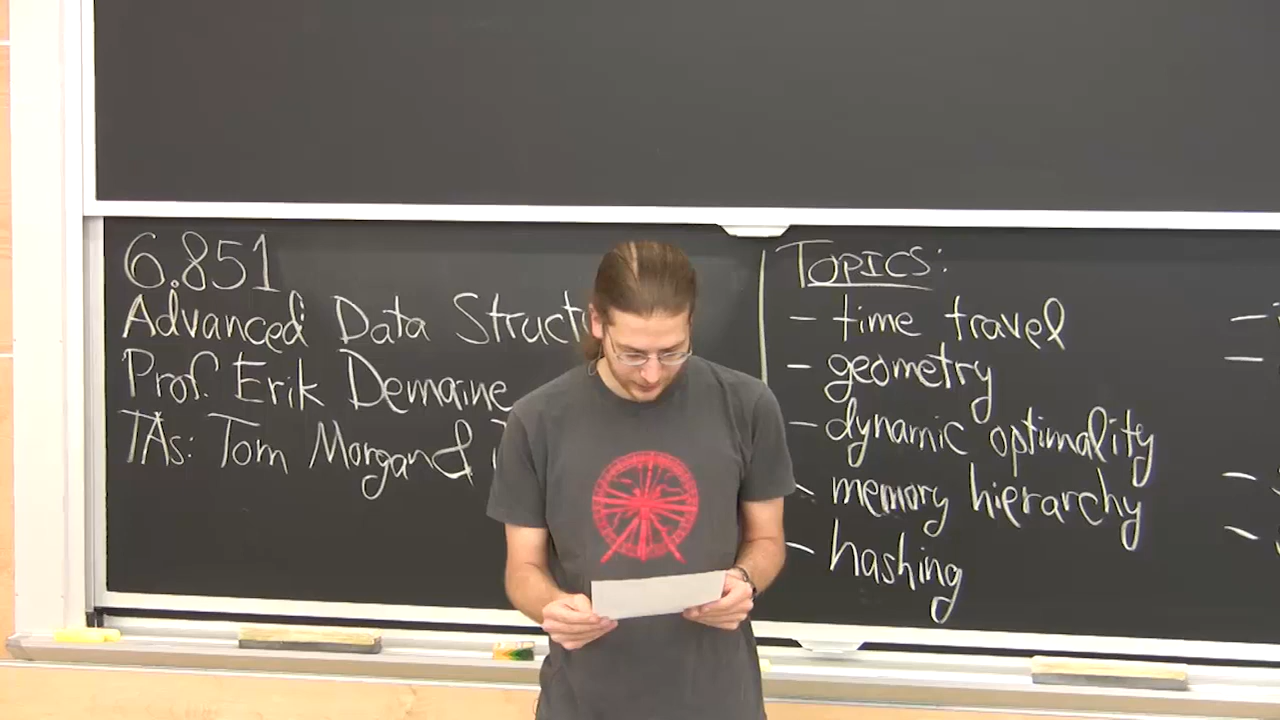 6.851
Advanced Data Struct
Prof. Erik Demaine
TAs: Tom Morgan &
TOPICS:
- time travel
- geometry
- dynamic optimality
- memory hierarchy
- hashing